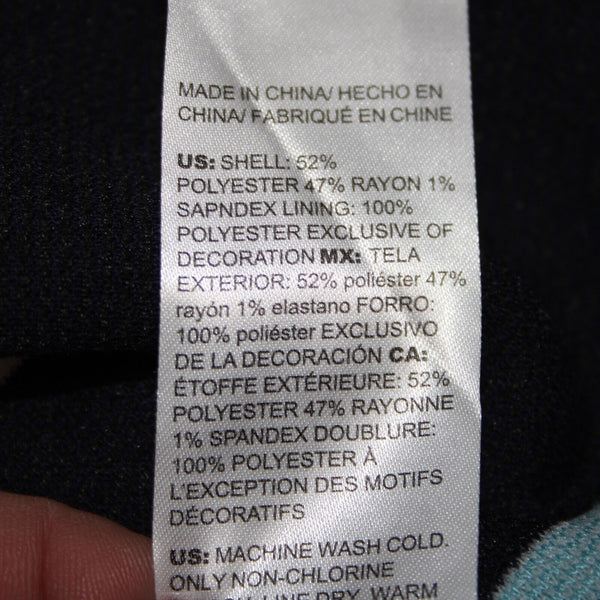 MADE IN CHINA/ HECHO EN
CHINA/ FABRIQUÉ EN CHINE
US: SHELL: 52%
POLYESTER 47% RAYON 1%
SAPNDEX LINING: 100%
POLYESTER EXCLUSIVE OF
DECORATION MX: TELA
EXTERIOR: 52% poliéster 47%
rayón 1% elastano FORRO:
100% poliéster EXCLUSIVO
DE LA DECORACIÓN CA:
ÉTOFFE EXTÉRIEURE: 52%
POLYESTER 47% RAYONNE
1% SPANDEX DOUBLURE:
100% POLYESTER À
L'EXCEPTION DES MOTIFS
DÉCORATIFS
US: MACHINE WASH COLD.
ONLY NON-CHLORINE
LINE DRY. WARM